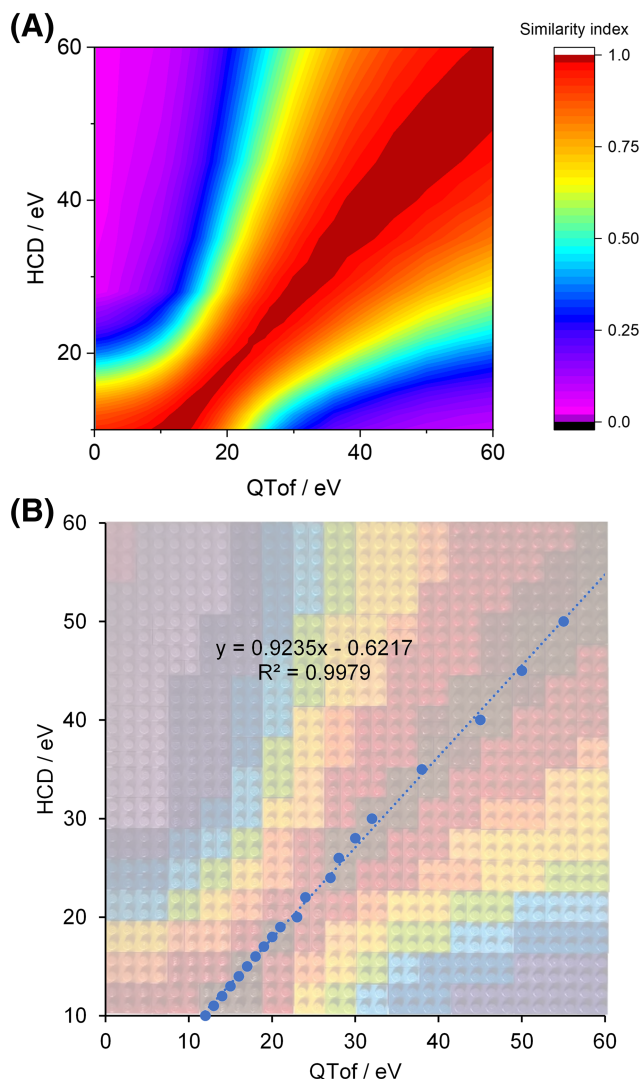 (A)
Similarity index
60
40
20
HCD / eV
0 20 40 60
QTof / eV
1.0
0.75
0.50
0.25
0.0
(B)
60
50
40
30
20
10
HCD / eV
y = 0.9235x - 0.6217
R² = 0.9979
0 10 20 30 40 50 60
QTof / eV